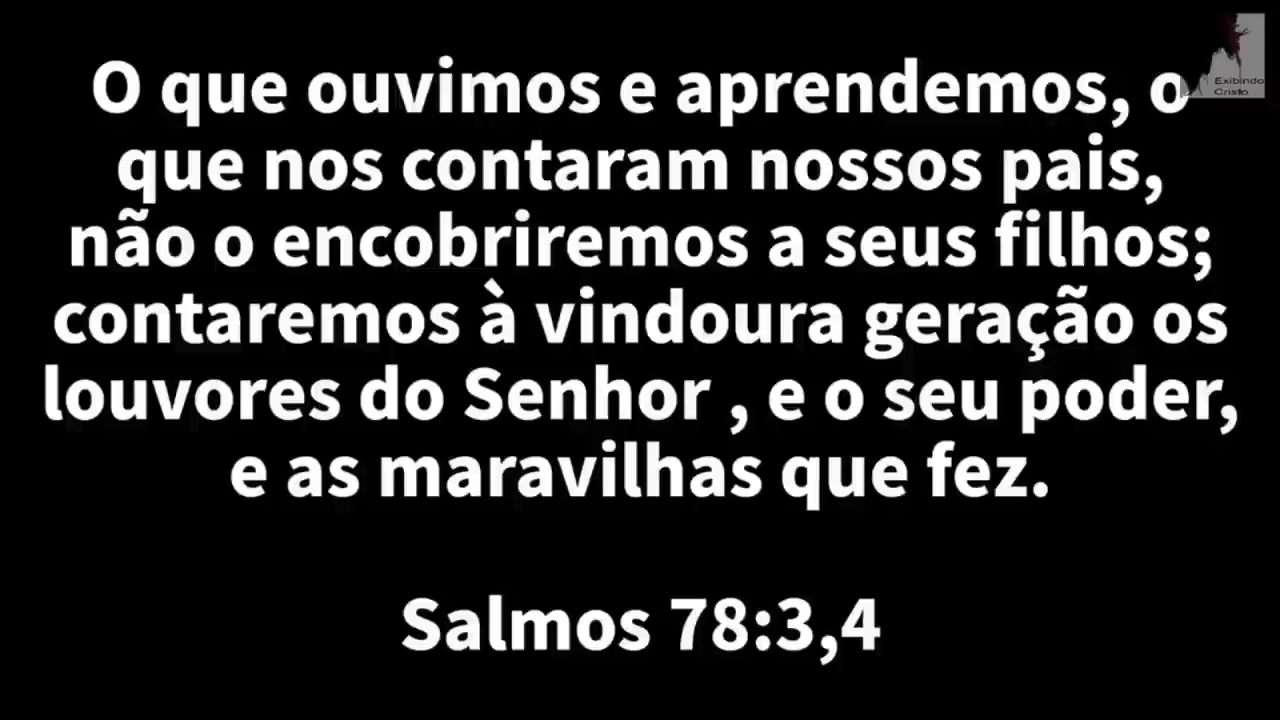 O que ouvimos e aprendemos, o
que nos contaram nossos pais,
não o encobriremos a seus filhos;
contaremos à vindoura geração os
louvores do Senhor , e o seu poder,
e as maravilhas que fez.
Salmos 78:3,4
Exibindo
Cristo